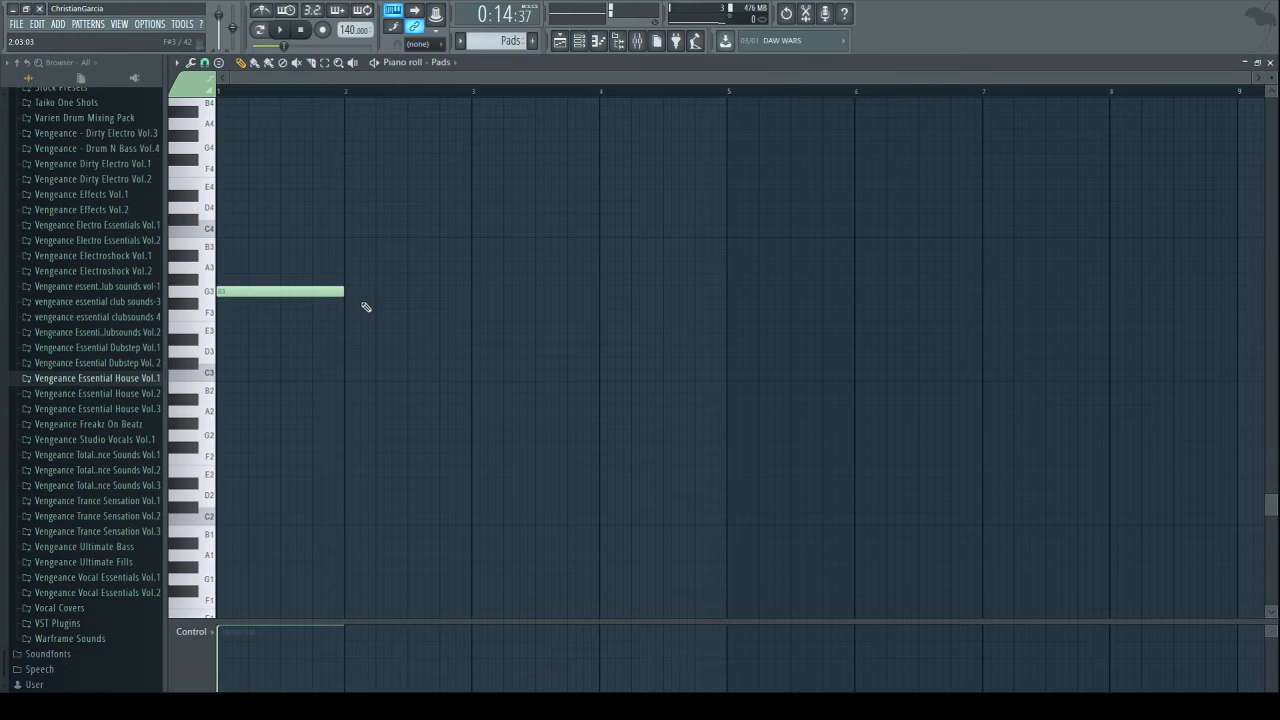 ChristianGarcia
FILE EDIT ADD PATTERNS VIEW OPTIONS TOOLS ?
2:03:03 F#3 / 42
140.000
(none)
0:14:37
M:S:CS
Pads
3
476 MB
0
03/01 DAW WARS
Browser - All
Piano roll - Pads
1 2 3 4 5 6 7 8 9
Stock Presets
Taiko One Shots
Varien Drum Mixing Pack
Vengeance - Dirty Electro Vol.3
Vengeance - Drum N Bass Vol.4
Vengeance Dirty Electro Vol.1
Vengeance Dirty Electro Vol.2
Vengeance Effects Vol.1
Vengeance Effects Vol.2
Vengeance Electro Essentials Vol.1
Vengeance Electro Essentials Vol.2
Vengeance Electroshock Vol.1
Vengeance Electroshock Vol.2
Vengeance essent..lub sounds vol-1
vengeance essential club sounds-3
vengeance essential clubsounds 4
Vengeance Essenti..lubsounds Vol.2
Vengeance Essential Dubstep Vol.1
Vengeance Essential Dubstep Vol. 2
Vengeance Essential House Vol.1
Vengeance Essential House Vol.2
Vengeance Essential House Vol.3
Vengeance Freakz On Beatz
Vengeance Studio Vocals Vol.1
Vengeance Total..nce Sounds Vol.1
Vengeance Total..nce Sounds Vol.2
Vengeance Total..nce Sounds Vol.3
Vengeance Trance Sensation Vol.1
Vengeance Trance Sensation Vol.2
Vengeance Trance Sensation Vol.3
Vengeance Ultimate Bass
Vengeance Ultimate Fills
Vengeance Vocal Essentials Vol.1
Vengeance Vocal Essentials Vol.2
Vocal Covers
VST Plugins
Warframe Sounds
Soundfonts
Speech
User
B4
A4
G4
F4
E4
D4
C4
B3
A3
G3
G3
F3
E3
D3
C3
B2
A2
G2
F2
E2
D2
C2
B1
A1
G1
F1
Control
Velocity